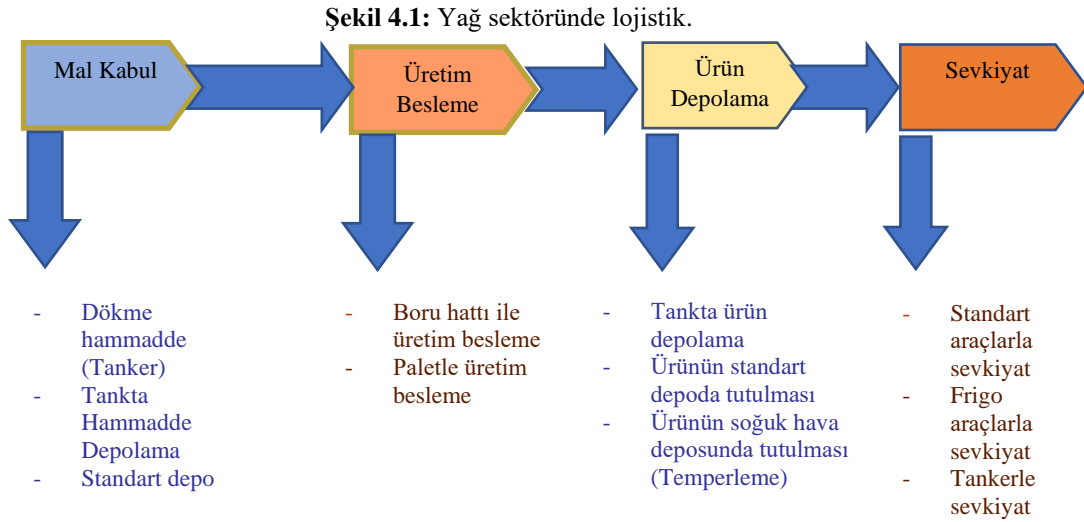 Şekil 4.1: Yağ sektöründe lojistik.
Mal Kabul
Üretim
Besleme
Ürün
Depolama
Sevkiyat
- Dökme
hammadde
(Tanker)
- Tankta
Hammadde
Depolama
- Standart depo
- Boru hattı ile
üretim besleme
- Paletle üretim
besleme
- Tankta ürün
depolama
- Ürünün standart
depoda tutulması
- Ürünün soğuk hava
deposunda tutulması
(Temperleme)
- Standart
araçlarla
sevkiyat
- Frigo
araçlarla
sevkiyat
- Tankerle
sevkiyat